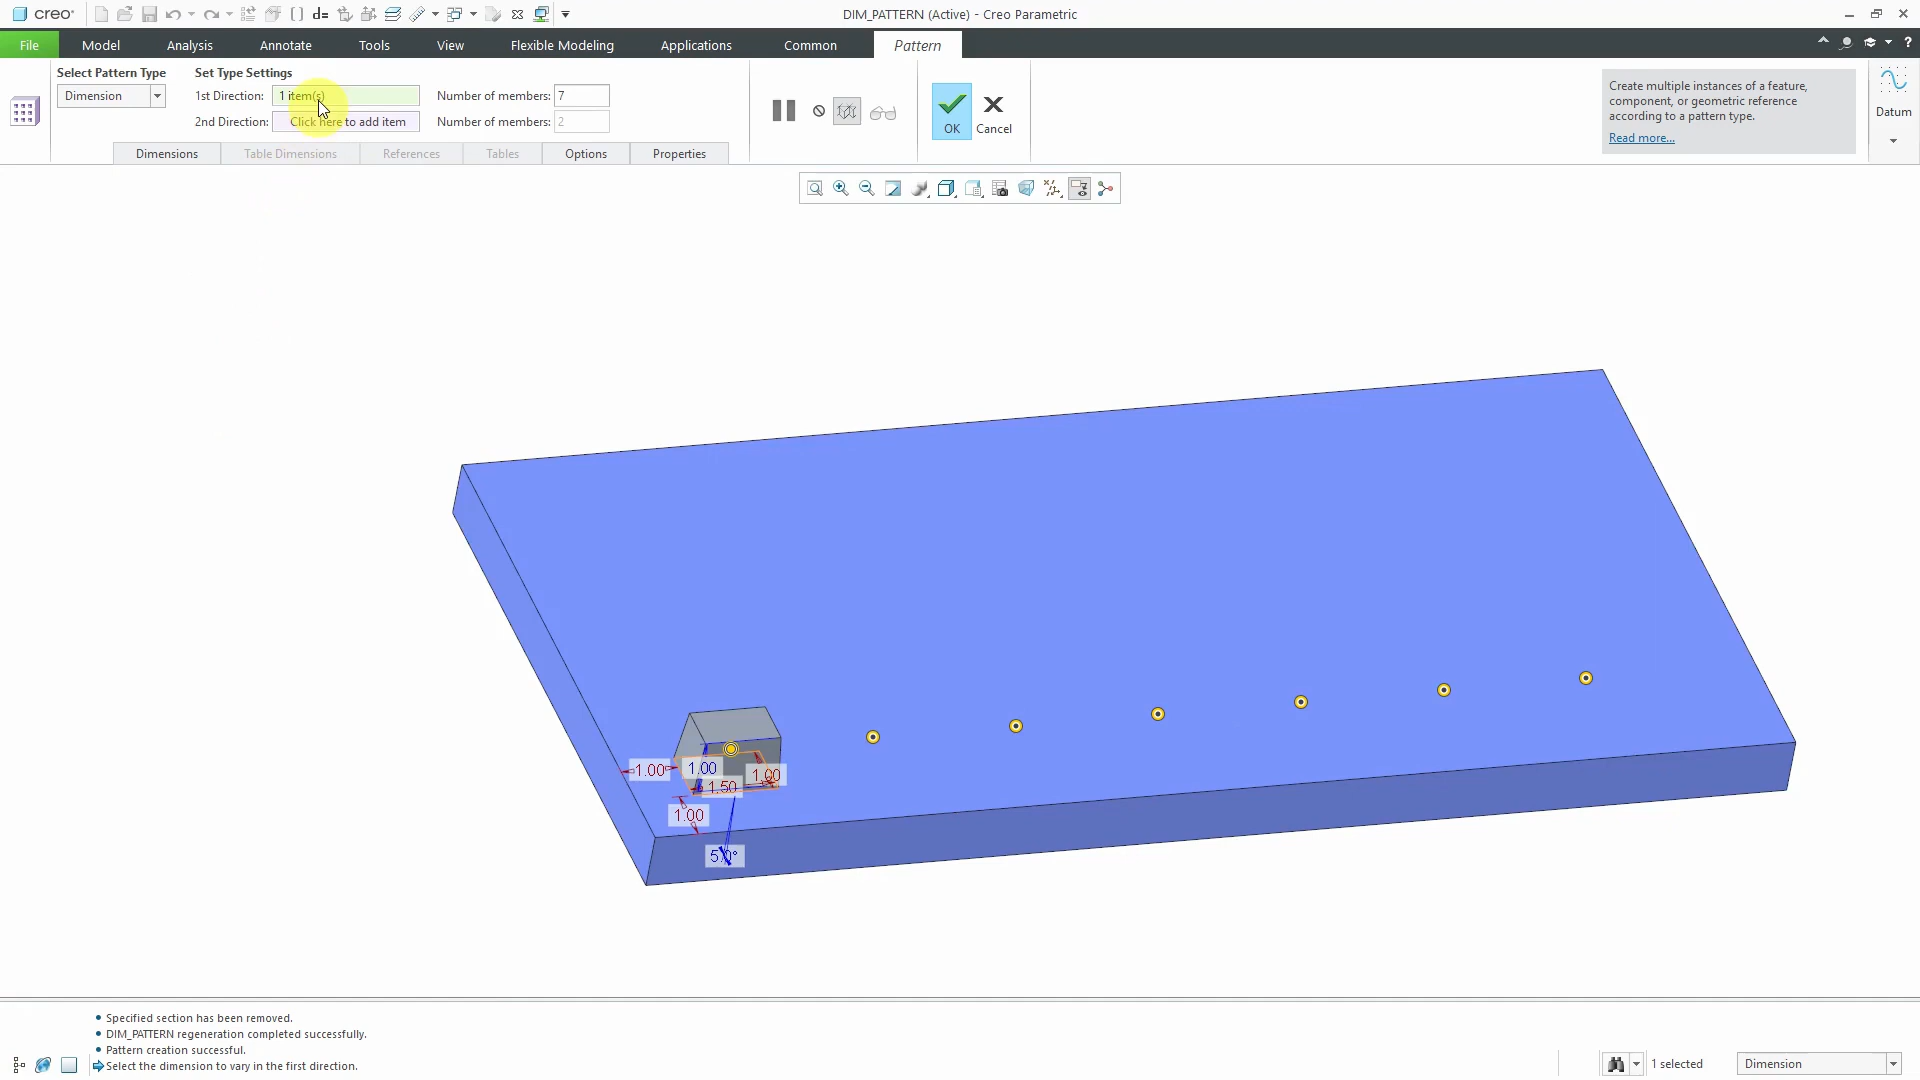 creo
DIM_PATTERN (Active) - Creo Parametric
File
Model
Analysis
Annotate
Tools
View
Flexible Modeling
Applications
Common
Pattern
Select Pattern Type
Dimension
Set Type Settings
1st Direction:
1 item(s)
Number of members:
7
2nd Direction:
Click here to add item
Number of members:
2
Dimensions
Table Dimensions
References
Tables
Options
Properties
OK
Cancel
Create multiple instances of a feature,
component, or geometric reference
according to a pattern type.
Read more...
Datum
1.00
1.00
1.00
1.50
1.00
5.0°
Specified section has been removed.
DIM_PATTERN regeneration completed successfully.
Pattern creation successful.
Select the dimension to vary in the first direction.
1 selected
Dimension